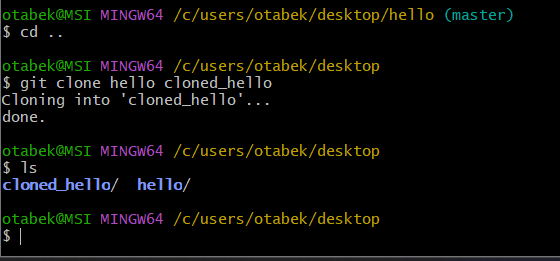 otabek@MSI MINGW64 /c/users/otabek/desktop/hello (master)
$ cd ..
otabek@MSI MINGW64 /c/users/otabek/desktop
$ git clone hello cloned_hello
Cloning into 'cloned_hello'...
done.
otabek@MSI MINGW64 /c/users/otabek/desktop
$ ls
cloned_hello/  hello/
otabek@MSI MINGW64 /c/users/otabek/desktop
$